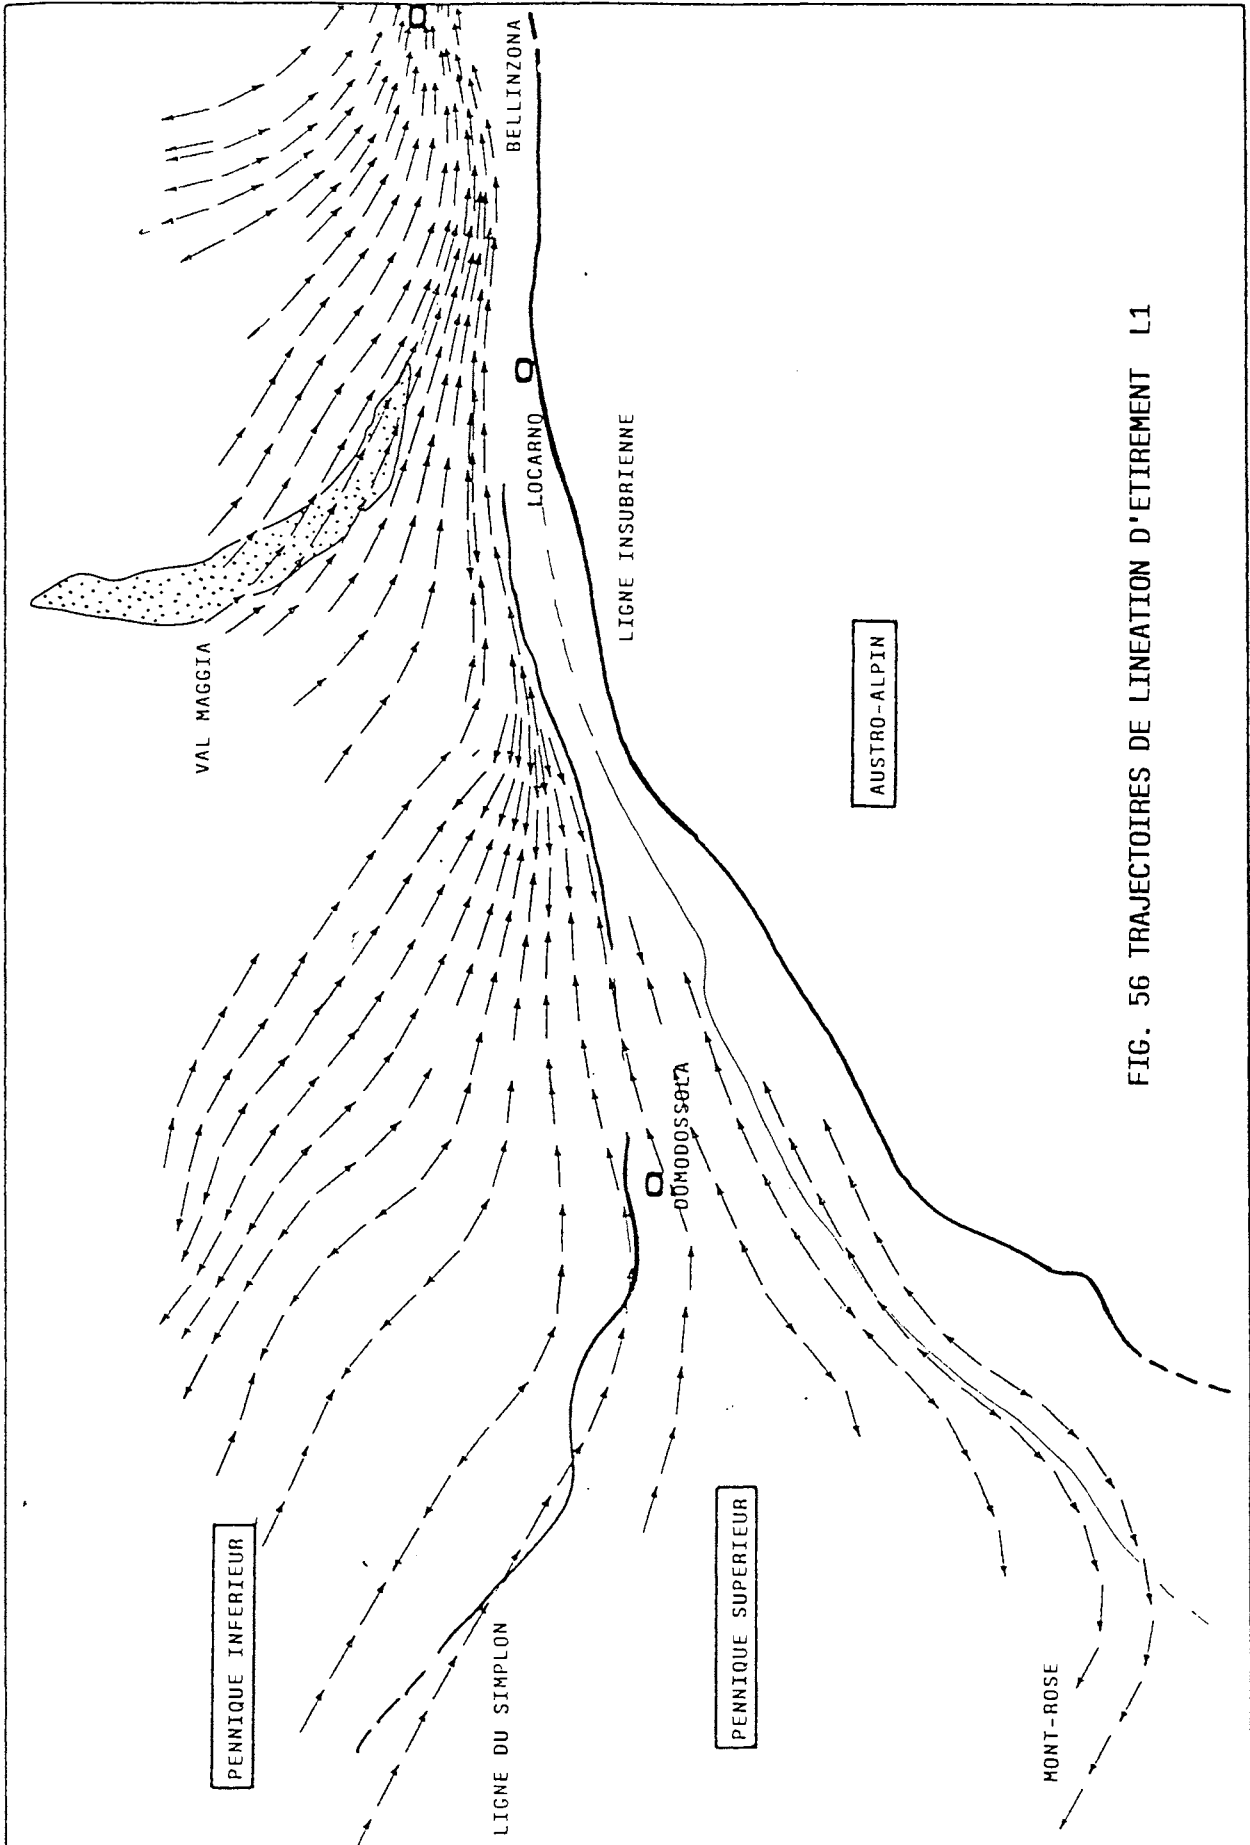 PENNIQUE INFERIEUR
VAL MAGGIA
BELLINZONA
LIGNE DU SIMPLON
LOCARNO
LIGNE INSUBRIENNE
DOMODOSSOLA
PENNIQUE SUPERIEUR
AUSTRO-ALPIN
MONT-ROSE
FIG. 56 TRAJECTOIRES DE LINEATION D'ETIREMENT L1